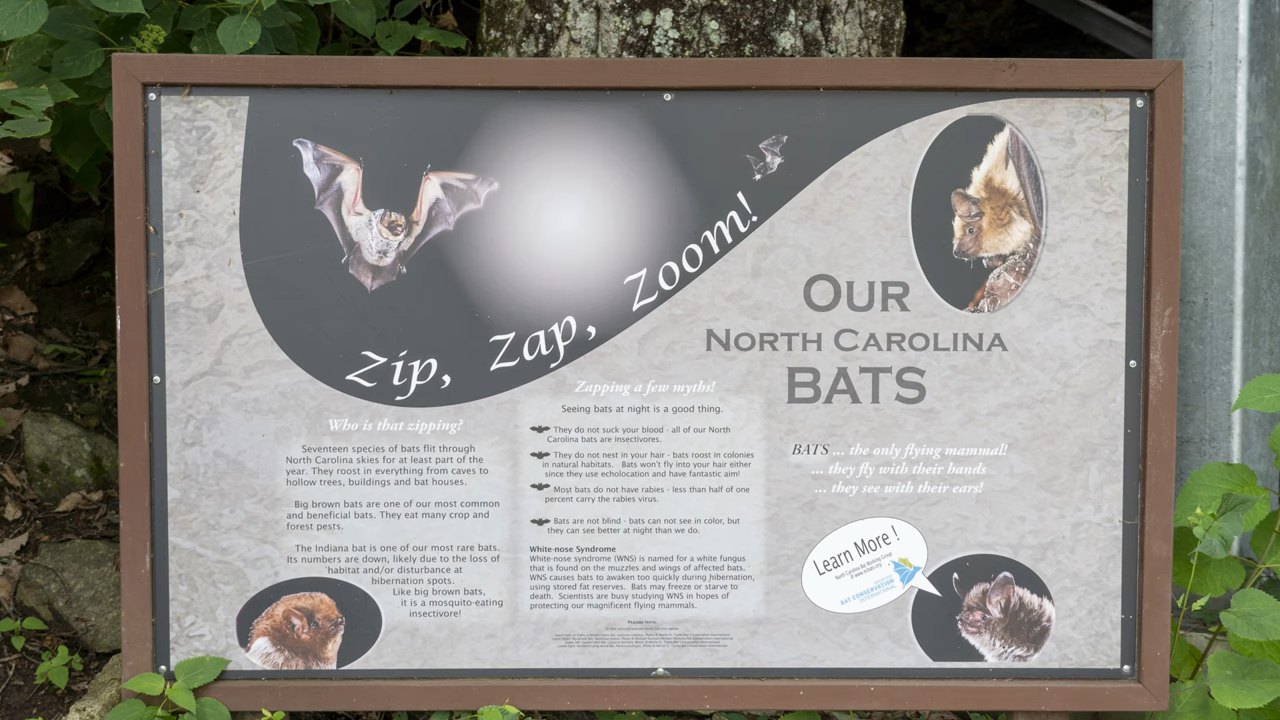 Zip, Zap, Zoom!
OUR
NORTH CAROLINA
BATS
Who is that zipping?
Seventeen species of bats flit through
North Carolina skies for at least part of the
year. They roost in everything from caves to
hollow trees, buildings and bat houses.
Big brown bats are one of our most common
and beneficial bats. They eat many crop and
forest pests.
The Indiana bat is one of our most rare bats.
Its numbers are down, likely due to the loss of
habitat and/or disturbance at
hibernation spots.
Like big brown bats,
it is a mosquito-eating
insectivore!
Zapping a few myths!
Seeing bats at night is a good thing.
They do not suck your blood - all of our North
Carolina bats are insectivores.
They do not nest in your hair - bats roost in colonies
in natural habitats. Bats won't fly into your hair either
since they use echolocation and have fantastic aim!
Most bats do not have rabies - less than half of one
percent carry the rabies virus.
Bats are not blind - bats can not see in color, but
they can see better at night than we do.
White-nose Syndrome
White-nose syndrome (WNS) is named for a white fungus
that is found on the muzzles and wings of affected bats.
WNS causes bats to awaken too quickly during hibernation,
using stored fat reserves. Bats may freeze or starve to
death. Scientists are busy studying WNS in hopes of
protecting our magnificent flying mammals.
PLEASE NOTE:
BATS ... the only flying mammal!
... they fly with their hands
... they see with their ears!
Learn More !
North Carolina Bat Working Group
@ www.ncbats.org
BAT CONSERVATION
INTERNATIONAL